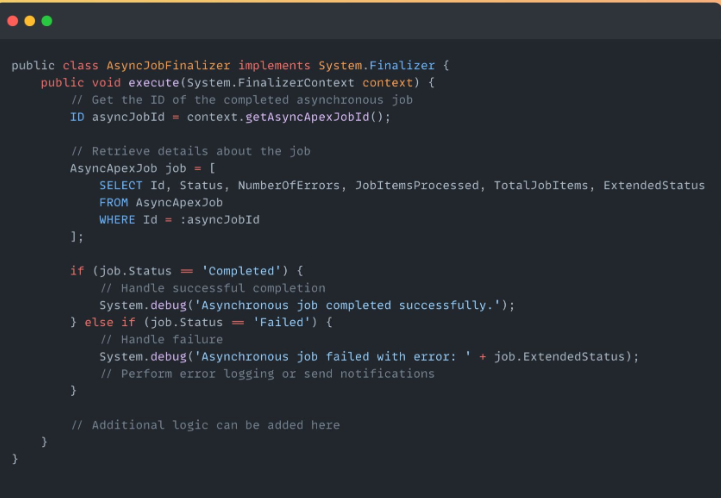 public class AsyncJobFinalizer implements System.Finalizer {
    public void execute(System.FinalizerContext context) {
        // Get the ID of the completed asynchronous job
        ID asyncJobId = context.getAsyncApexJobId();

        // Retrieve details about the job
        AsyncApexJob job = [
            SELECT Id, Status, NumberOfErrors, JobItemsProcessed, TotalJobItems, ExtendedStatus
            FROM AsyncApexJob
            WHERE Id = :asyncJobId
        ];

        if (job.Status == 'Completed') {
            // Handle successful completion
            System.debug('Asynchronous job completed successfully.');
        } else if (job.Status == 'Failed') {
            // Handle failure
            System.debug('Asynchronous job failed with error: ' + job.ExtendedStatus);
            // Perform error logging or send notifications
        }

        // Additional logic can be added here
    }
}